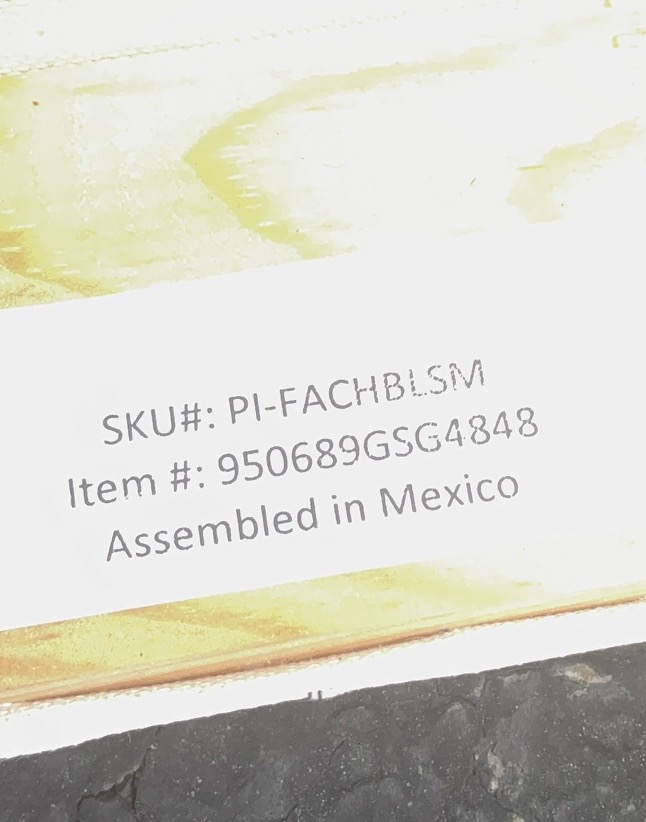 SKU#: PI-FACHBLSM
Item #: 950689GSG4848
Assembled in Mexico